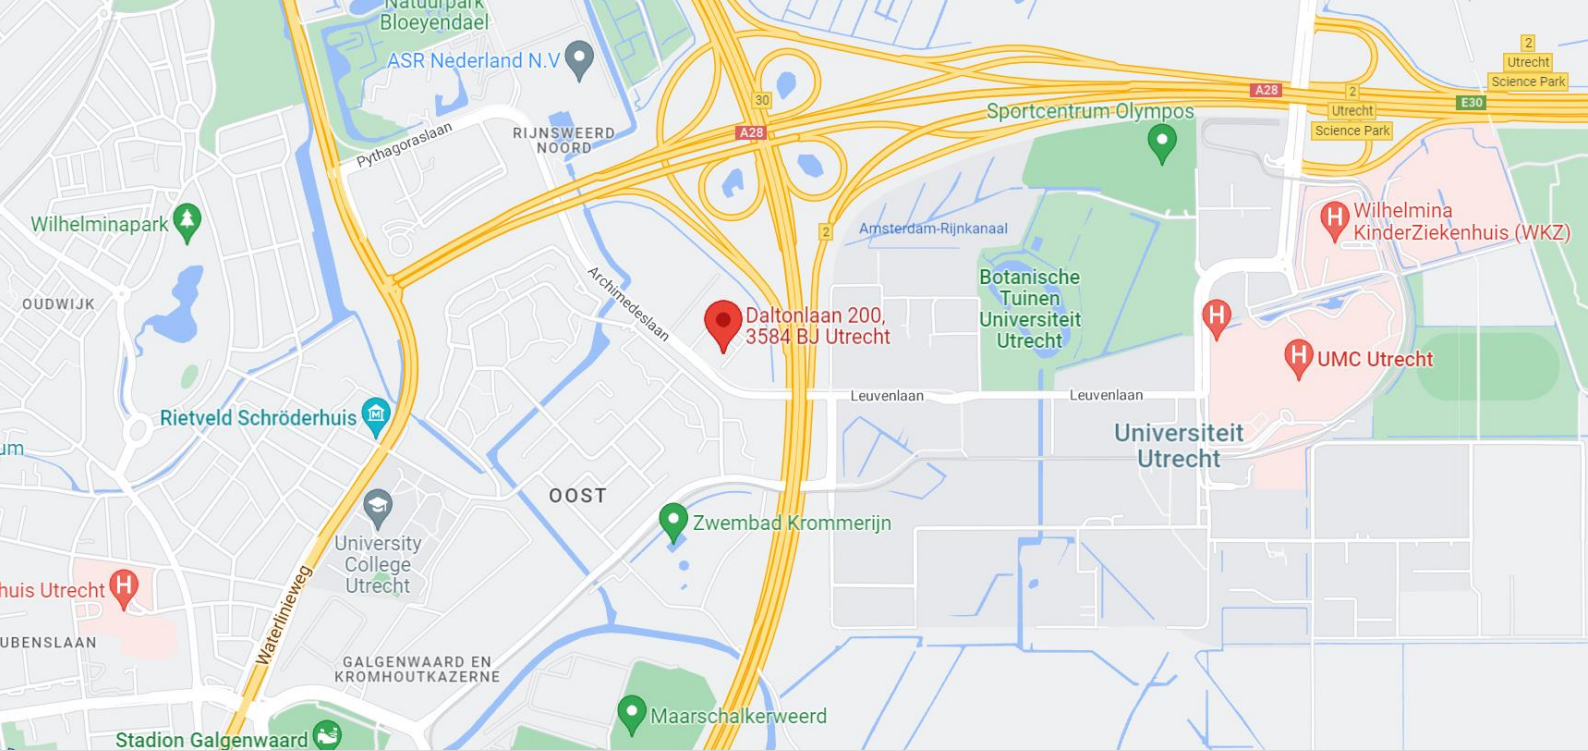 Natuurpark
Bloeyendael
ASR Nederland N.V
2
Utrecht
Science Park
A28
E30
30
2
Utrecht
Science Park
Sportcentrum Olympos
A28
RIJNSWEERD
NOORD
Pythagoraslaan
Wilhelminapark
Wilhelmina
KinderZiekenhuis (WKZ)
2
Amsterdam-Rijnkanaal
Botanische
Tuinen
Universiteit
Utrecht
OUDWIJK
Archimedeslaan
Daltonlaan 200,
3584 BJ Utrecht
H
H
H
UMC Utrecht
Leuvenlaan
Leuvenlaan
Rietveld Schröderhuis
M
um
Universiteit
Utrecht
OOST
Zwembad Krommerijn
University
College
Utrecht
huis Utrecht
H
Waterlinieweg
UBENSLAAN
GALGENWAARD EN
KROMHOUTKAZERNE
Maarschalkerweerd
Stadion Galgenwaard